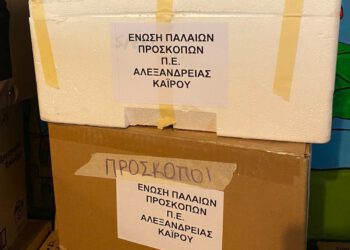 ΕΝΩΣΗ ΠΑΛΑΙΩΝ
ΠΡΟΣΚΟΠΩΝ
Π.Ε.
ΑΛΕΞΑΝΔΡΕΙΑΣ
ΚΑΪΡΟΥ
ΠΡΟΣΚΟΠΟΙ
ΕΝΩΣΗ ΠΑΛΑΙΩΝ
ΠΡΟΣΚΟΠΩΝ
Π.Ε.
ΑΛΕΞΑΝΔΡΕΙΑΣ
ΚΑΪΡΟΥ